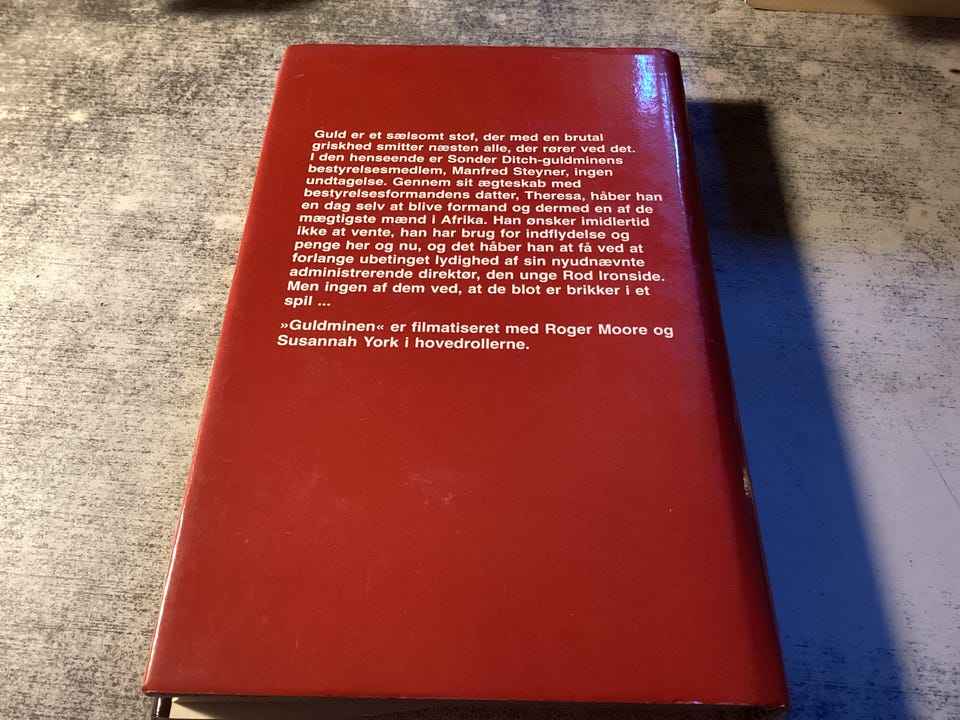 Guld er et sælsomt stof, der med en brutal
griskhed smitter næsten alle, der rører ved det.
I den henseende er Sonder Ditch-guldminens
bestyrelsesmedlem, Manfred Steyner, ingen
undtagelse. Gennem sit ægteskab med
bestyrelsesformandens datter, Theresa, håber han
en dag selv at blive formand og dermed en af de
mægtigste mænd i Afrika. Han ønsker imidlertid
ikke at vente, han har brug for indflydelse og
penge her og nu, og det håber han at få ved at
forlange ubetinget lydighed af sin nyudnævnte
administrerende direktør, den unge Rod Ironside.
Men ingen af dem ved, at de blot er brikker i et
spil ...
»Guldminen« er filmatiseret med Roger Moore og
Susannah York i hovedrollerne.